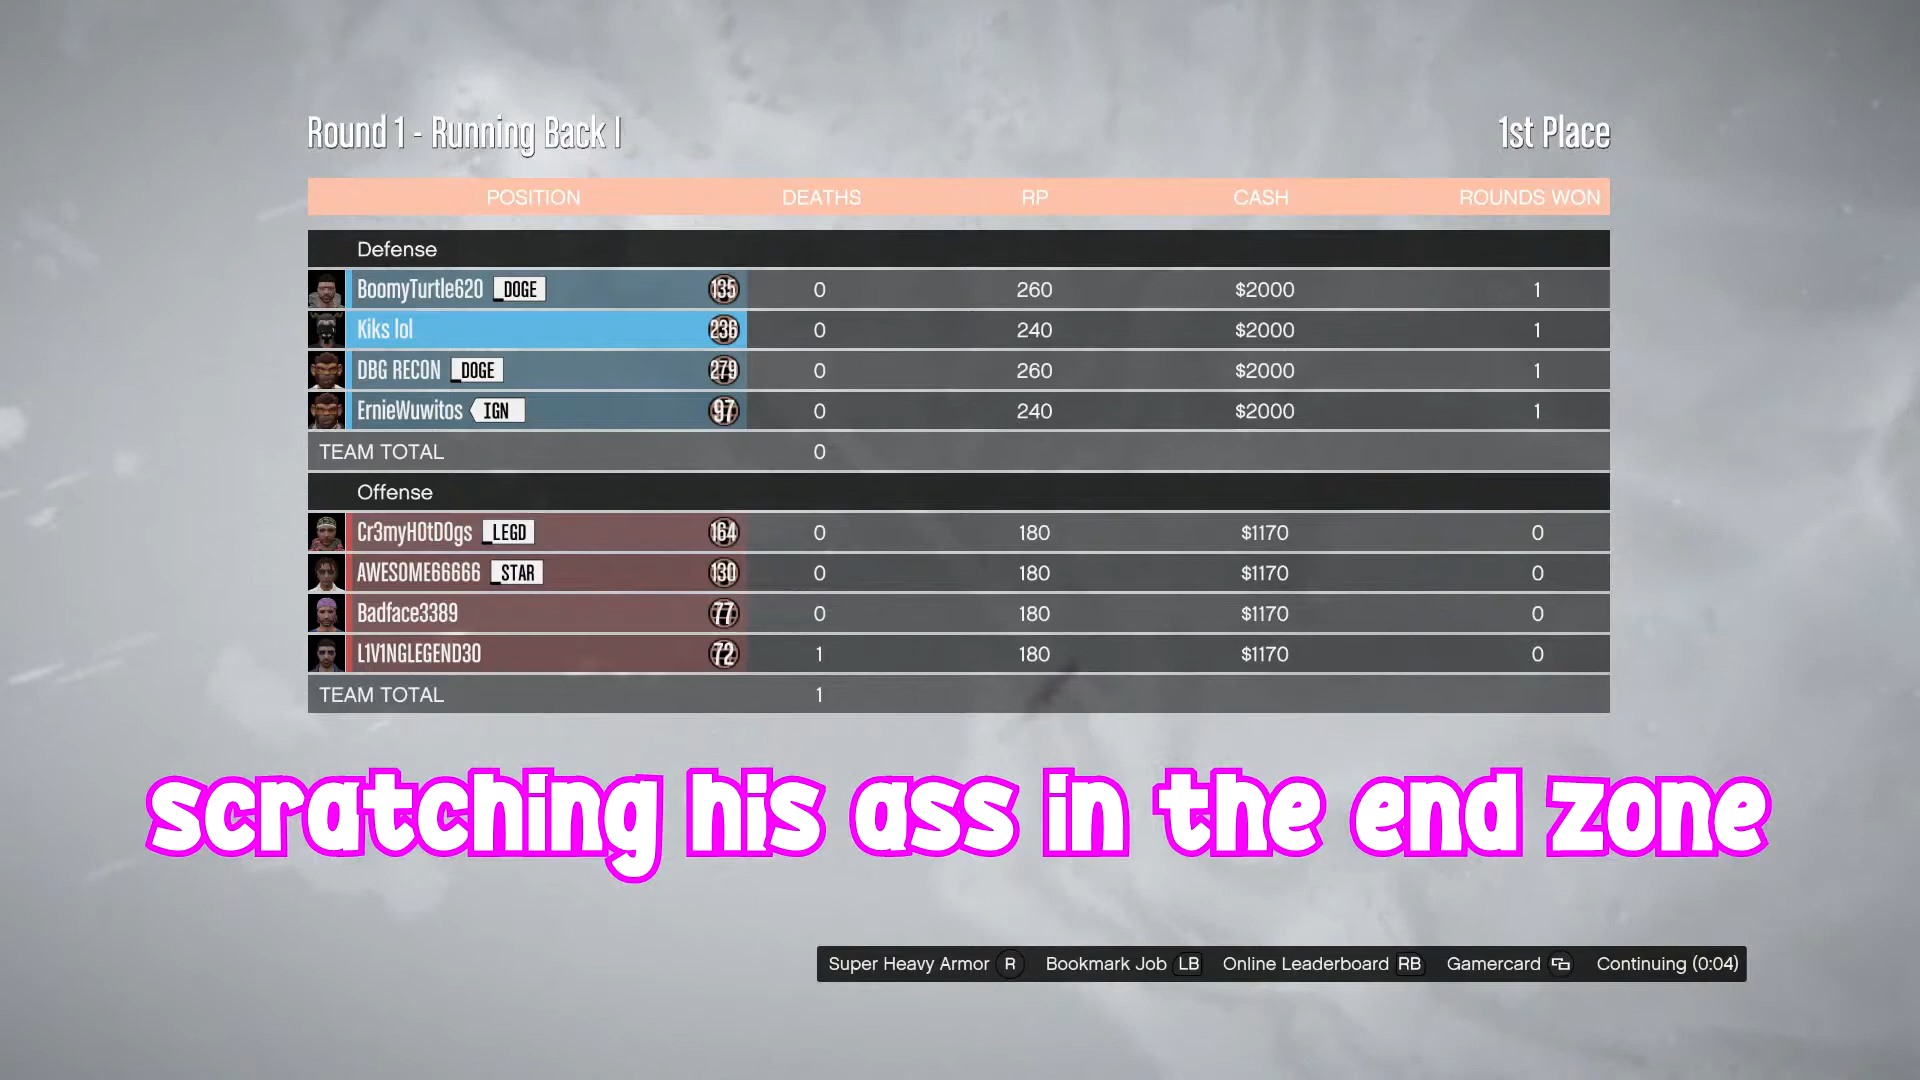 Round 1 - Running Back I
1st Place
POSITION DEATHS RP CASH ROUNDS WON
Defense
BoomyTurtle620 _DOGE 135 0 260 $2000 1
Kiks lol 236 0 240 $2000 1
DBG RECON _DOGE 279 0 260 $2000 1
ErnieWuwitos IGN 97 0 240 $2000 1
TEAM TOTAL 0
Offense
Cr3myH0tD0gs _LEGD 164 0 180 $1170 0
AWESOME66666 _STAR 130 0 180 $1170 0
Badface3389 77 0 180 $1170 0
L1V1NGLEGEND30 72 1 180 $1170 0
TEAM TOTAL 1
scratching his ass in the end zone
Super Heavy Armor R Bookmark Job LB Online Leaderboard RB Gamercard Continuing (0:04)